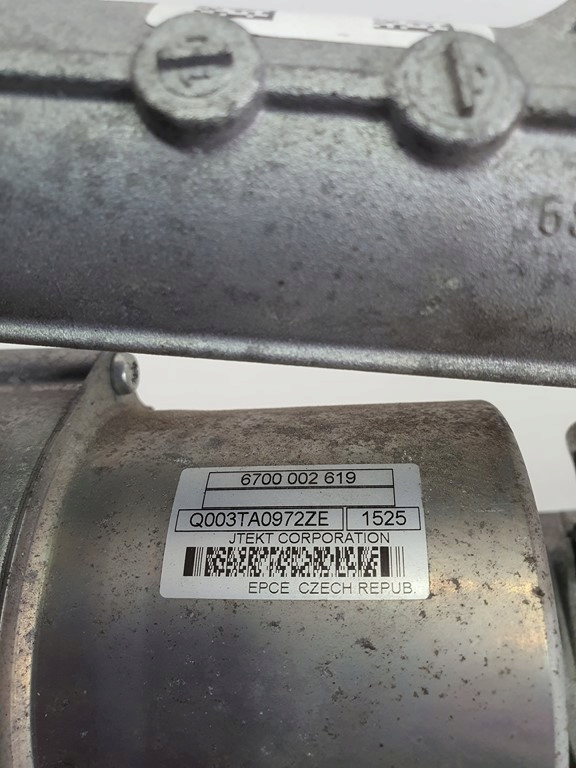 6700 002 619
Q003TA0972ZE 1525
JTEKT CORPORATION
EPCE CZECH REPUB.